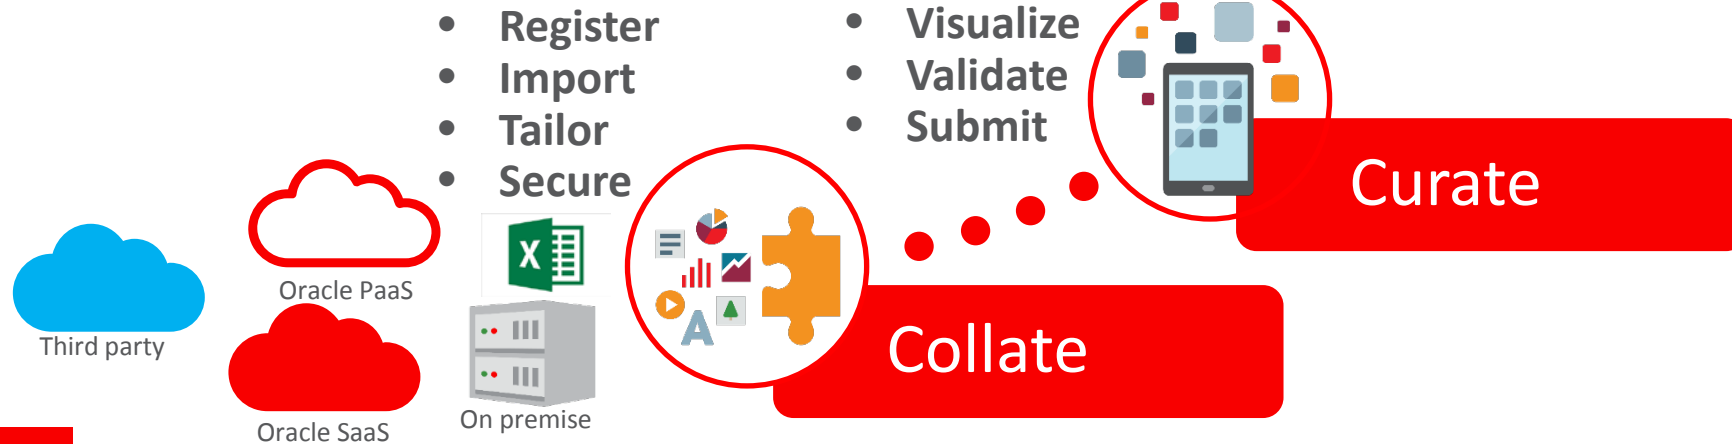 • Register
• Import
• Tailor
• Secure
• Visualize
• Validate
• Submit
Curate
Oracle PaaS
Third party
X
A
Collate
On premise
Oracle SaaS